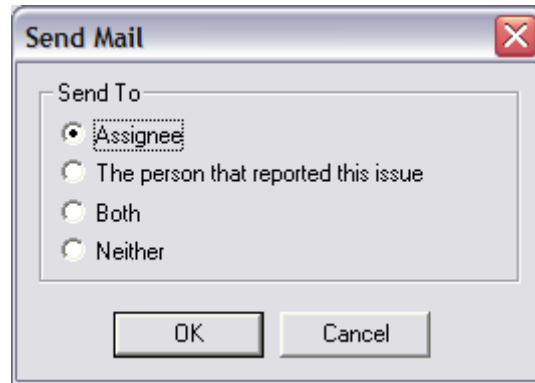 Send Mail
Send To
Assignee
The person that reported this issue
Both
Neither
OK Cancel